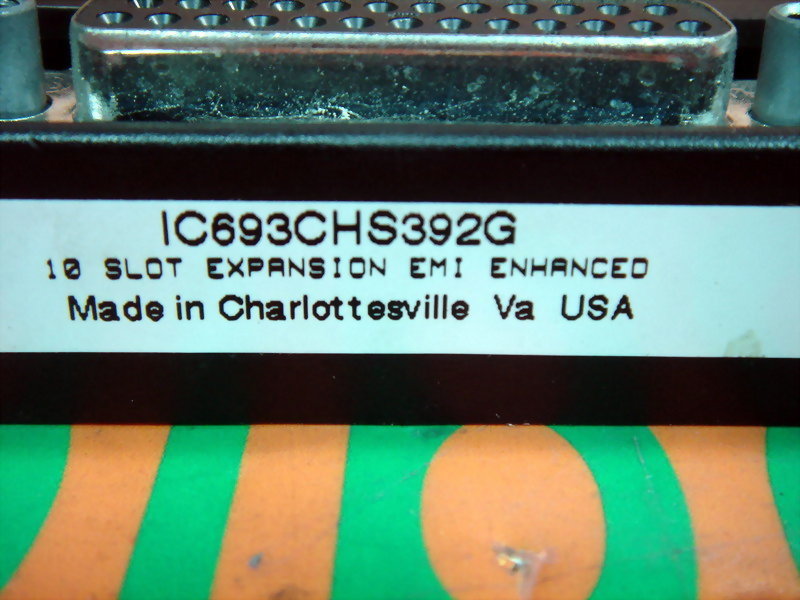 IC693CHS392G
10 SLOT EXPANSION EMI ENHANCED
Made in Charlottesville Va USA